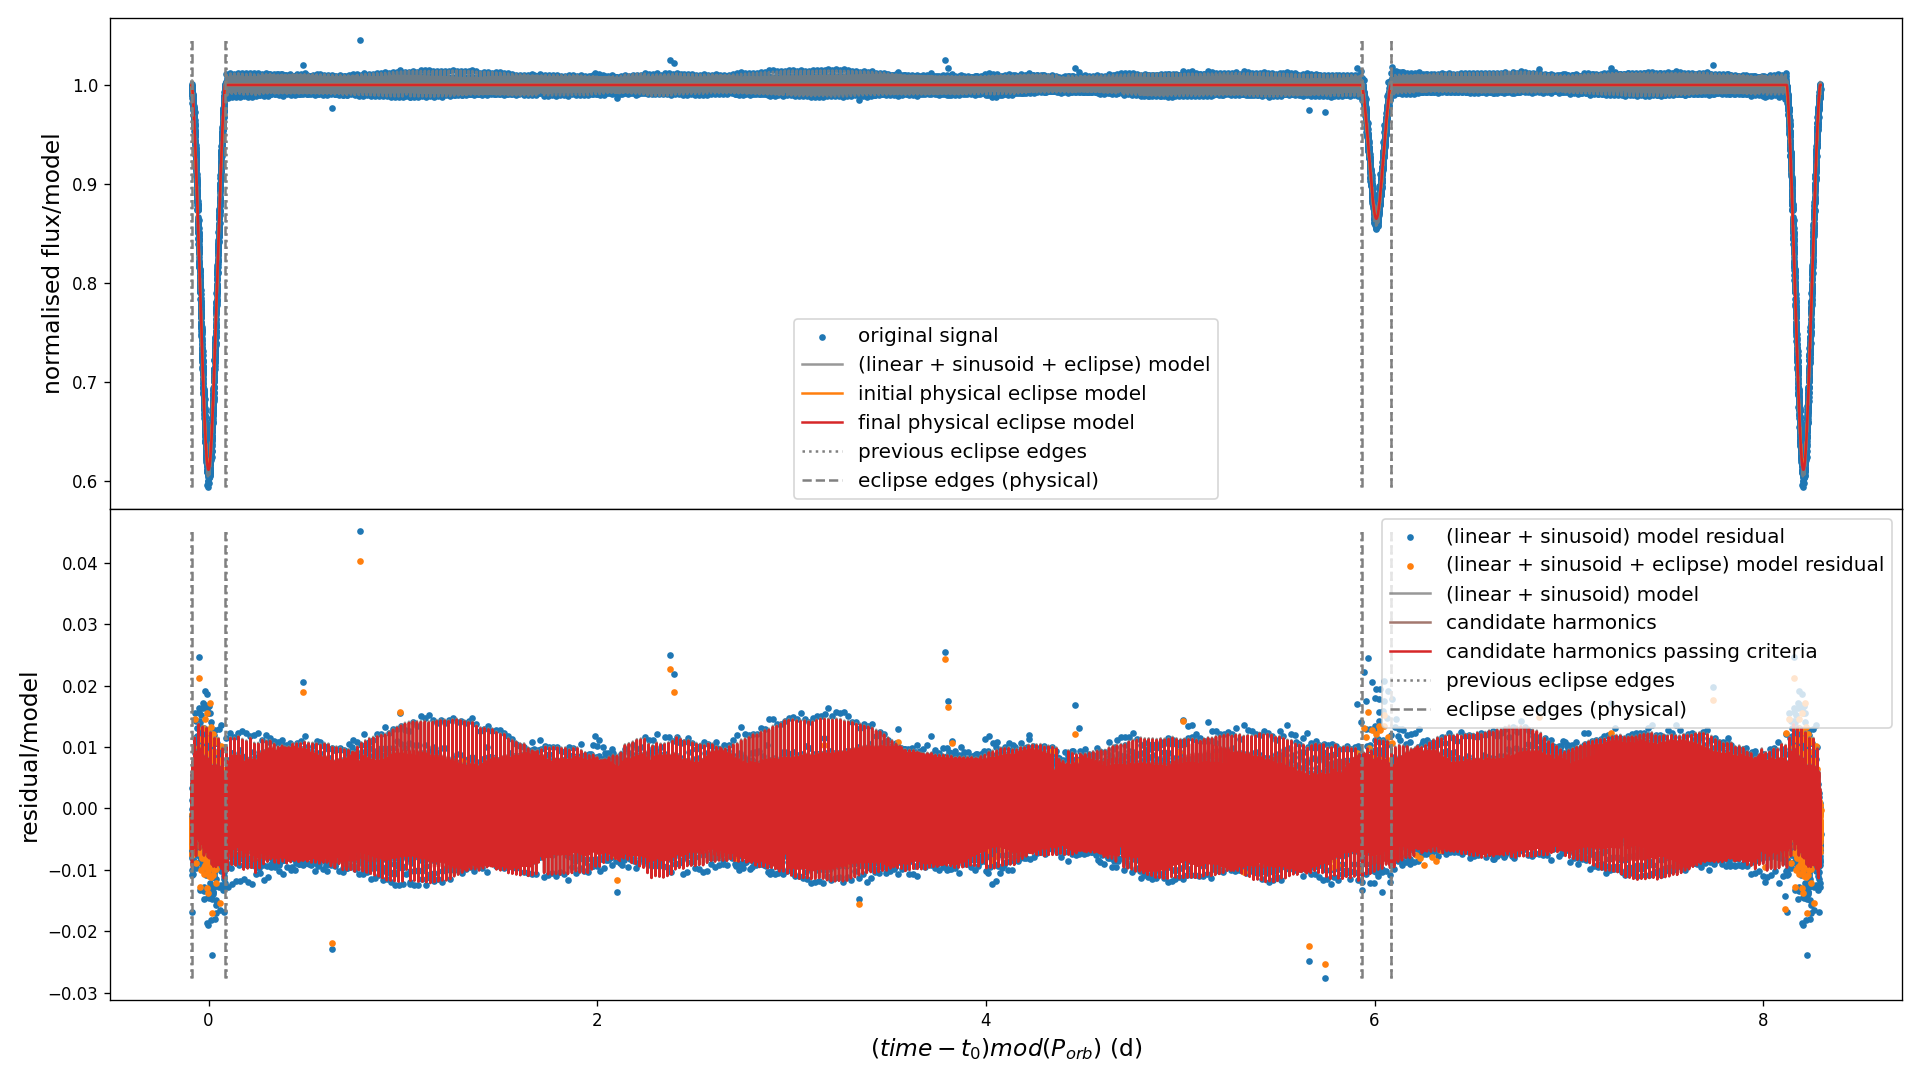 normalised flux/model
1.0
0.9
0.8
0.7
0.6
original signal
(linear + sinusoid + eclipse) model
initial physical eclipse model
final physical eclipse model
previous eclipse edges
eclipse edges (physical)
residual/model
0.04
0.03
0.02
0.01
0.00
−0.01
−0.02
−0.03
(linear + sinusoid) model residual
(linear + sinusoid + eclipse) model residual
(linear + sinusoid) model
candidate harmonics
candidate harmonics passing criteria
previous eclipse edges
eclipse edges (physical)
0 2 4 6 8
(time − t₀)mod(Pₒᵣᵦ) (d)